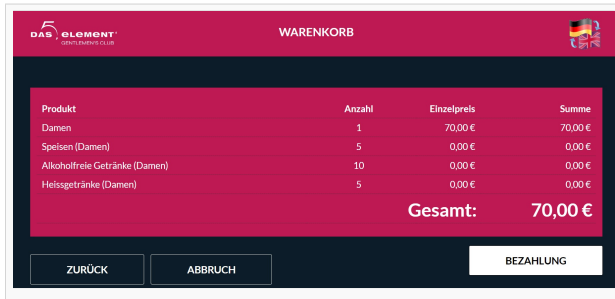 DAS 5. ELEMENT
GENTLEMEN'S CLUB
WARENKORB
Produkt Anzahl Einzelpreis Summe
Damen 1 70,00 € 70,00 €
Speisen (Damen) 5 0,00 € 0,00 €
Alkoholfreie Getränke (Damen) 10 0,00 € 0,00 €
Heissgetränke (Damen) 5 0,00 € 0,00 €
Gesamt: 70,00 €
ZURÜCK ABBRUCH BEZAHLUNG